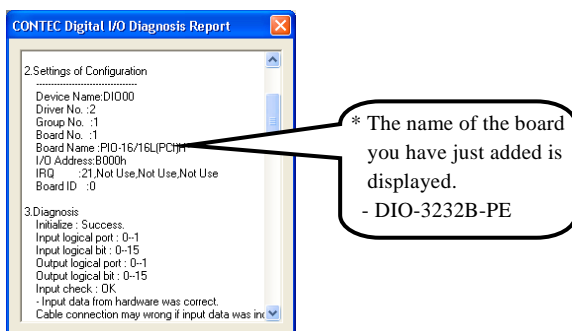 CONTEC Digital I/O Diagnosis Report
2.Settings of Configuration
----------------------------------
Device Name:DIO00
Driver No. :2
Group No. :1
Board No. :1
Board Name :PIO-16/16L(PCI)H
I/O Address:B000h
IRQ :21,Not Use,Not Use,Not Use
Board ID :0
3.Diagnosis
Initialize : Success.
Input logical port : 0--1
Input logical bit : 0--15
Output logical port : 0--1
Output logical bit : 0--15
Input check : OK
- Input data from hardware was correct.
Cable connection may wrong if input data was inc
* The name of the board
you have just added is
displayed.
- DIO-3232B-PE